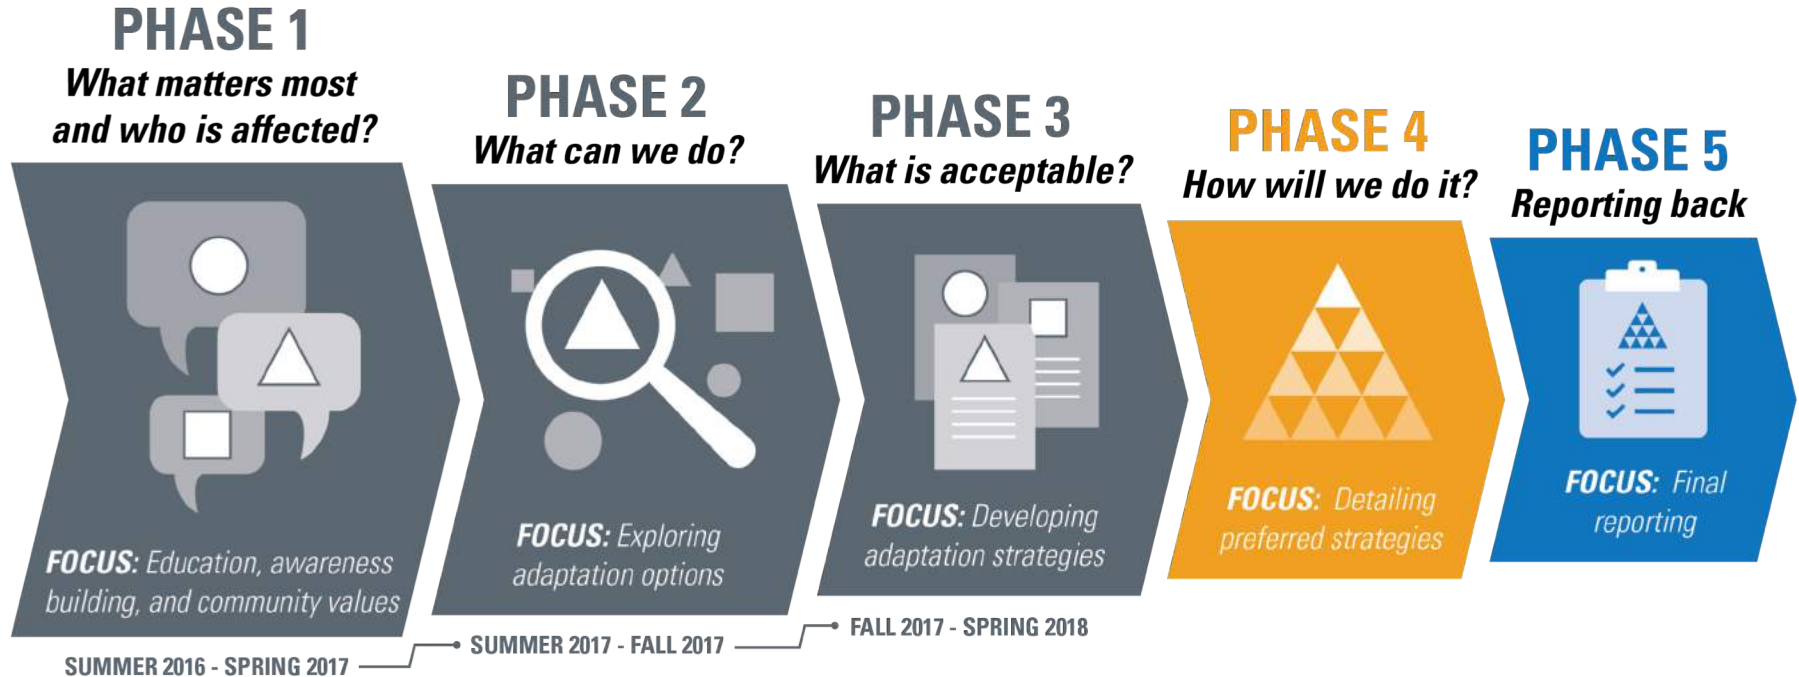 PHASE 1
What matters most
and who is affected?
FOCUS: Education, awareness
building, and community values
SUMMER 2016 - SPRING 2017
PHASE 2
What can we do?
FOCUS: Exploring
adaptation options
SUMMER 2017 - FALL 2017
PHASE 3
What is acceptable?
FOCUS: Developing
adaptation strategies
FALL 2017 - SPRING 2018
PHASE 4
How will we do it?
FOCUS: Detailing
preferred strategies
PHASE 5
Reporting back
FOCUS: Final
reporting